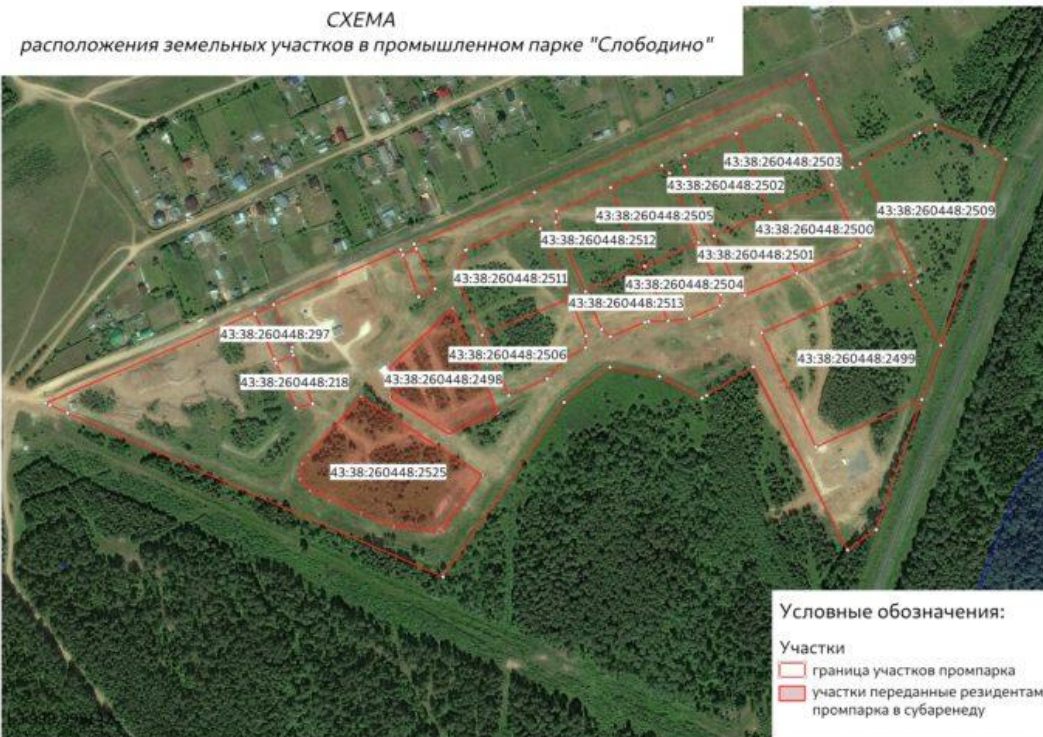 СХЕМА
расположения земельных участков в промышленном парке "Слободино"
43:38:260448:2503
43:38:260448:2502
43:38:260448:2509
43:38:260448:2505
43:38:260448:2500
43:38:260448:2512
43:38:260448:2501
43:38:260448:2511
43:38:260448:2504
43:38:260448:2513
43:38:260448:297
43:38:260448:2506
43:38:260448:2499
43:38:260448:218
43:38:260448:2498
43:38:260448:2525
Условные обозначения:
Участки
граница участков промпарка
участки переданные резидентам
промпарка в субаренеду